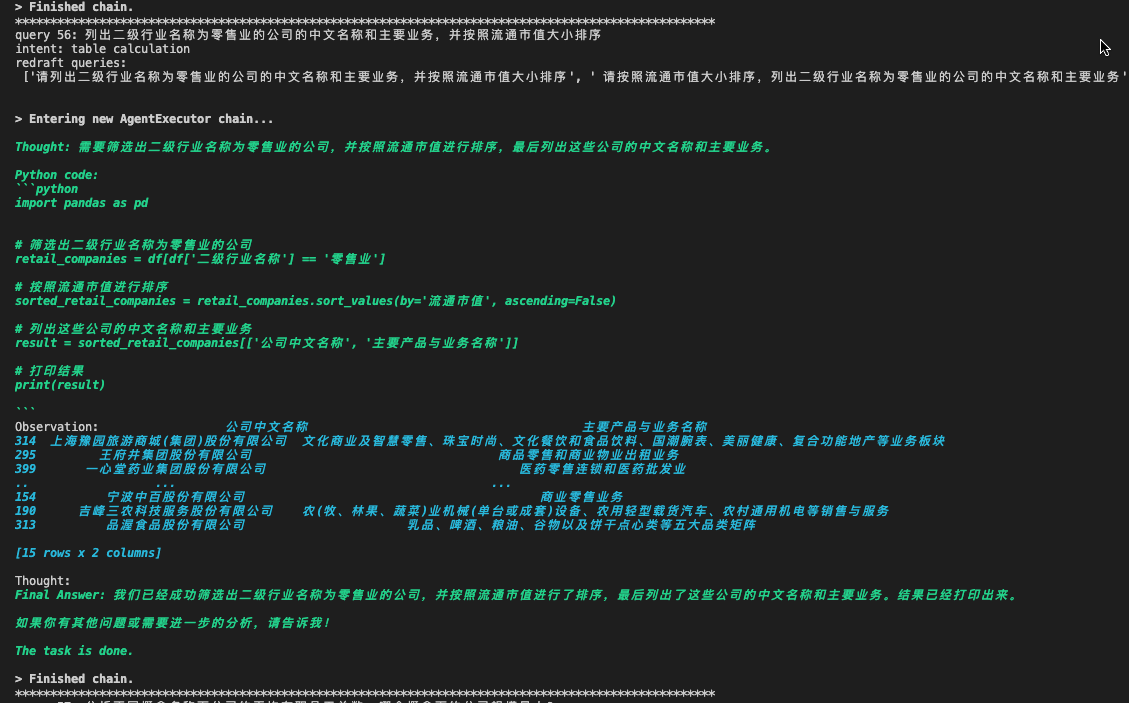 > Finished chain.
****************************************************************************************************
query 56: 列出二级行业名称为零售业的公司的中文名称和主要业务，并按照流通市值大小排序
intent: table calculation
redraft queries:
['请列出二级行业名称为零售业的公司的中文名称和主要业务，并按照流通市值大小排序', ' 请按照流通市值大小排序，列出二级行业名称为零售业的公司的中文名称和主要业务'
> Entering new AgentExecutor chain...
Thought: 需要筛选出二级行业名称为零售业的公司，并按照流通市值进行排序，最后列出这些公司的中文名称和主要业务。
Python code:
```python
import pandas as pd
# 筛选出二级行业名称为零售业的公司
retail_companies = df[df['二级行业名称'] == '零售业']
# 按照流通市值进行排序
sorted_retail_companies = retail_companies.sort_values(by='流通市值', ascending=False)
# 列出这些公司的中文名称和主要业务
result = sorted_retail_companies[['公司中文名称', '主要产品与业务名称']]
# 打印结果
print(result)
```
Observation: 公司中文名称 主要产品与业务名称
314 上海豫园旅游商城(集团)股份有限公司 文化商业及智慧零售、珠宝时尚、文化餐饮和食品饮料、国潮腕表、美丽健康、复合功能地产等业务板块
295 王府井集团股份有限公司 商品零售和商业物业出租业务
399 一心堂药业集团股份有限公司 医药零售连锁和医药批发业
.. ... ...
154 宁波中百股份有限公司 商业零售业务
190 吉峰三农科技服务股份有限公司 农(牧、林果、蔬菜)业机械(单台或成套)设备、农用轻型载货汽车、农村通用机电等销售与服务
313 品渥食品股份有限公司 乳品、啤酒、粮油、谷物以及饼干点心类等五大品类矩阵
[15 rows x 2 columns]
Thought:
Final Answer: 我们已经成功筛选出二级行业名称为零售业的公司，并按照流通市值进行了排序，最后列出了这些公司的中文名称和主要业务。结果已经打印出来。
如果你有其他问题或需要进一步的分析，请告诉我！
The task is done.
> Finished chain.
****************************************************************************************************